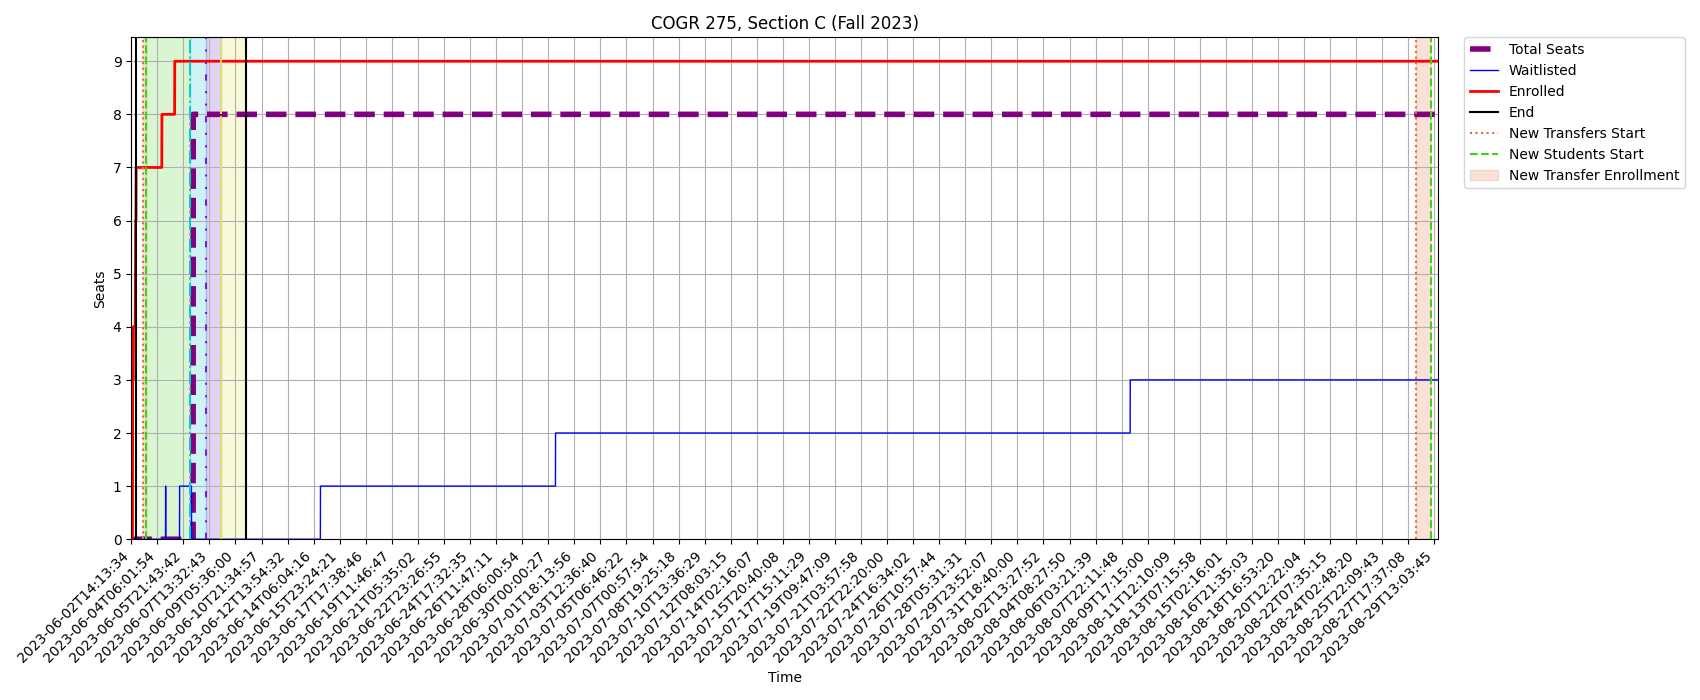 COGR 275, Section C (Fall 2023)
Total Seats
Waitlisted
Enrolled
End
New Transfers Start
New Students Start
New Transfer Enrollment
Seats
9
8
7
6
5
4
3
2
1
0
2023-06-02T14:13:34
2023-06-04T06:01:54
2023-06-05T21:43:42
2023-06-07T13:32:43
2023-06-09T05:36:00
2023-06-10T21:34:57
2023-06-12T13:54:32
2023-06-14T06:04:16
2023-06-15T23:24:21
2023-06-17T17:38:46
2023-06-19T11:46:47
2023-06-21T05:35:02
2023-06-22T23:26:55
2023-06-24T17:32:35
2023-06-26T11:47:11
2023-06-28T06:00:54
2023-06-30T00:00:27
2023-07-01T18:13:56
2023-07-03T12:36:40
2023-07-05T06:46:22
2023-07-07T00:57:54
2023-07-08T19:25:18
2023-07-10T13:36:29
2023-07-12T08:03:15
2023-07-14T02:16:07
2023-07-15T20:40:08
2023-07-17T15:11:29
2023-07-19T09:47:09
2023-07-21T03:57:58
2023-07-22T22:20:00
2023-07-24T16:34:02
2023-07-26T10:57:44
2023-07-28T05:31:31
2023-07-29T23:52:07
2023-07-31T18:40:00
2023-08-02T13:27:52
2023-08-04T08:27:50
2023-08-06T03:21:39
2023-08-07T22:11:48
2023-08-09T17:15:00
2023-08-11T12:10:09
2023-08-13T07:15:58
2023-08-15T02:16:01
2023-08-16T21:35:03
2023-08-18T16:53:20
2023-08-20T12:22:04
2023-08-22T07:35:15
2023-08-24T02:48:20
2023-08-25T22:09:43
2023-08-27T17:37:08
2023-08-29T13:03:45
Time